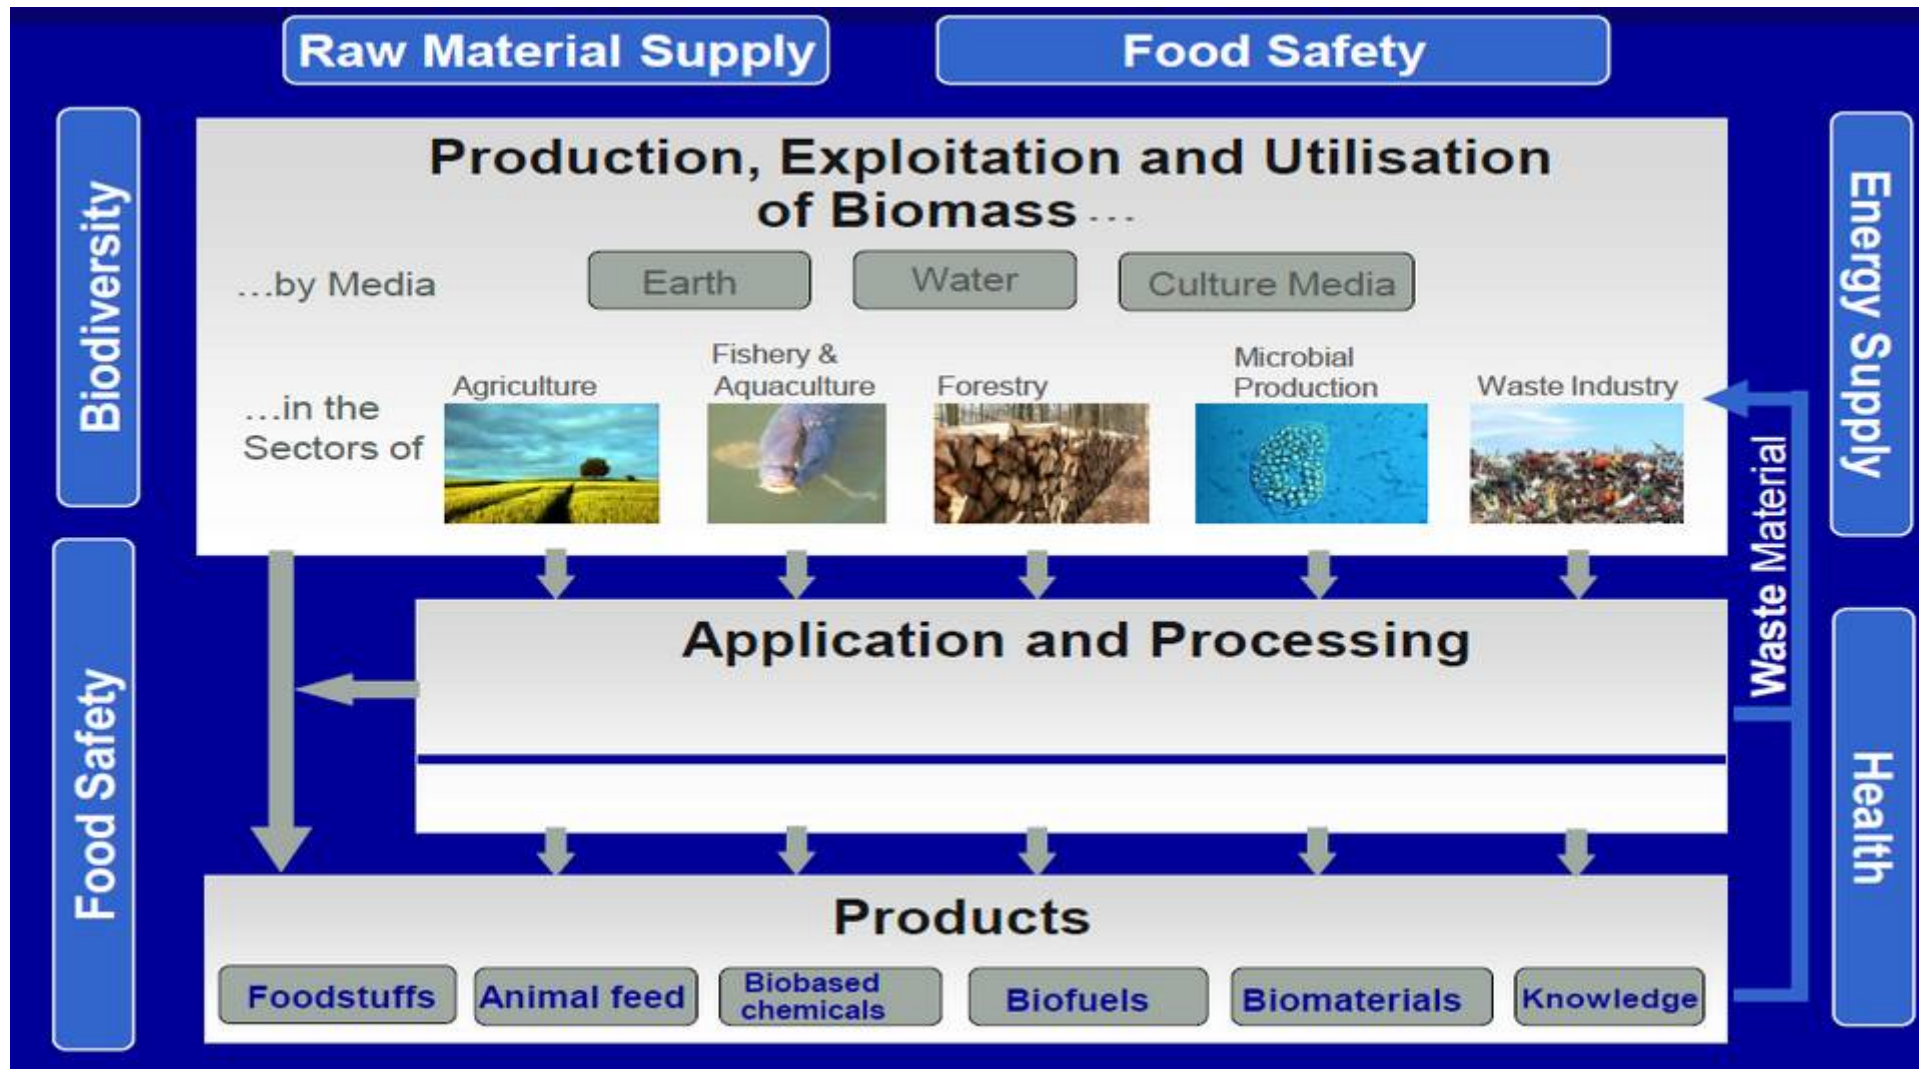 Raw Material Supply
Food Safety
Biodiversity
Food Safety
Production, Exploitation and Utilisation
of Biomass ...
...by Media
Earth
Water
Culture Media
...in the
Sectors of
Agriculture
Fishery &
Aquaculture
Forestry
Microbial
Production
Waste Industry
Application and Processing
Products
Foodstuffs
Animal feed
Biobased
chemicals
Biofuels
Biomaterials
Knowledge
Waste Material
Energy Supply
Health